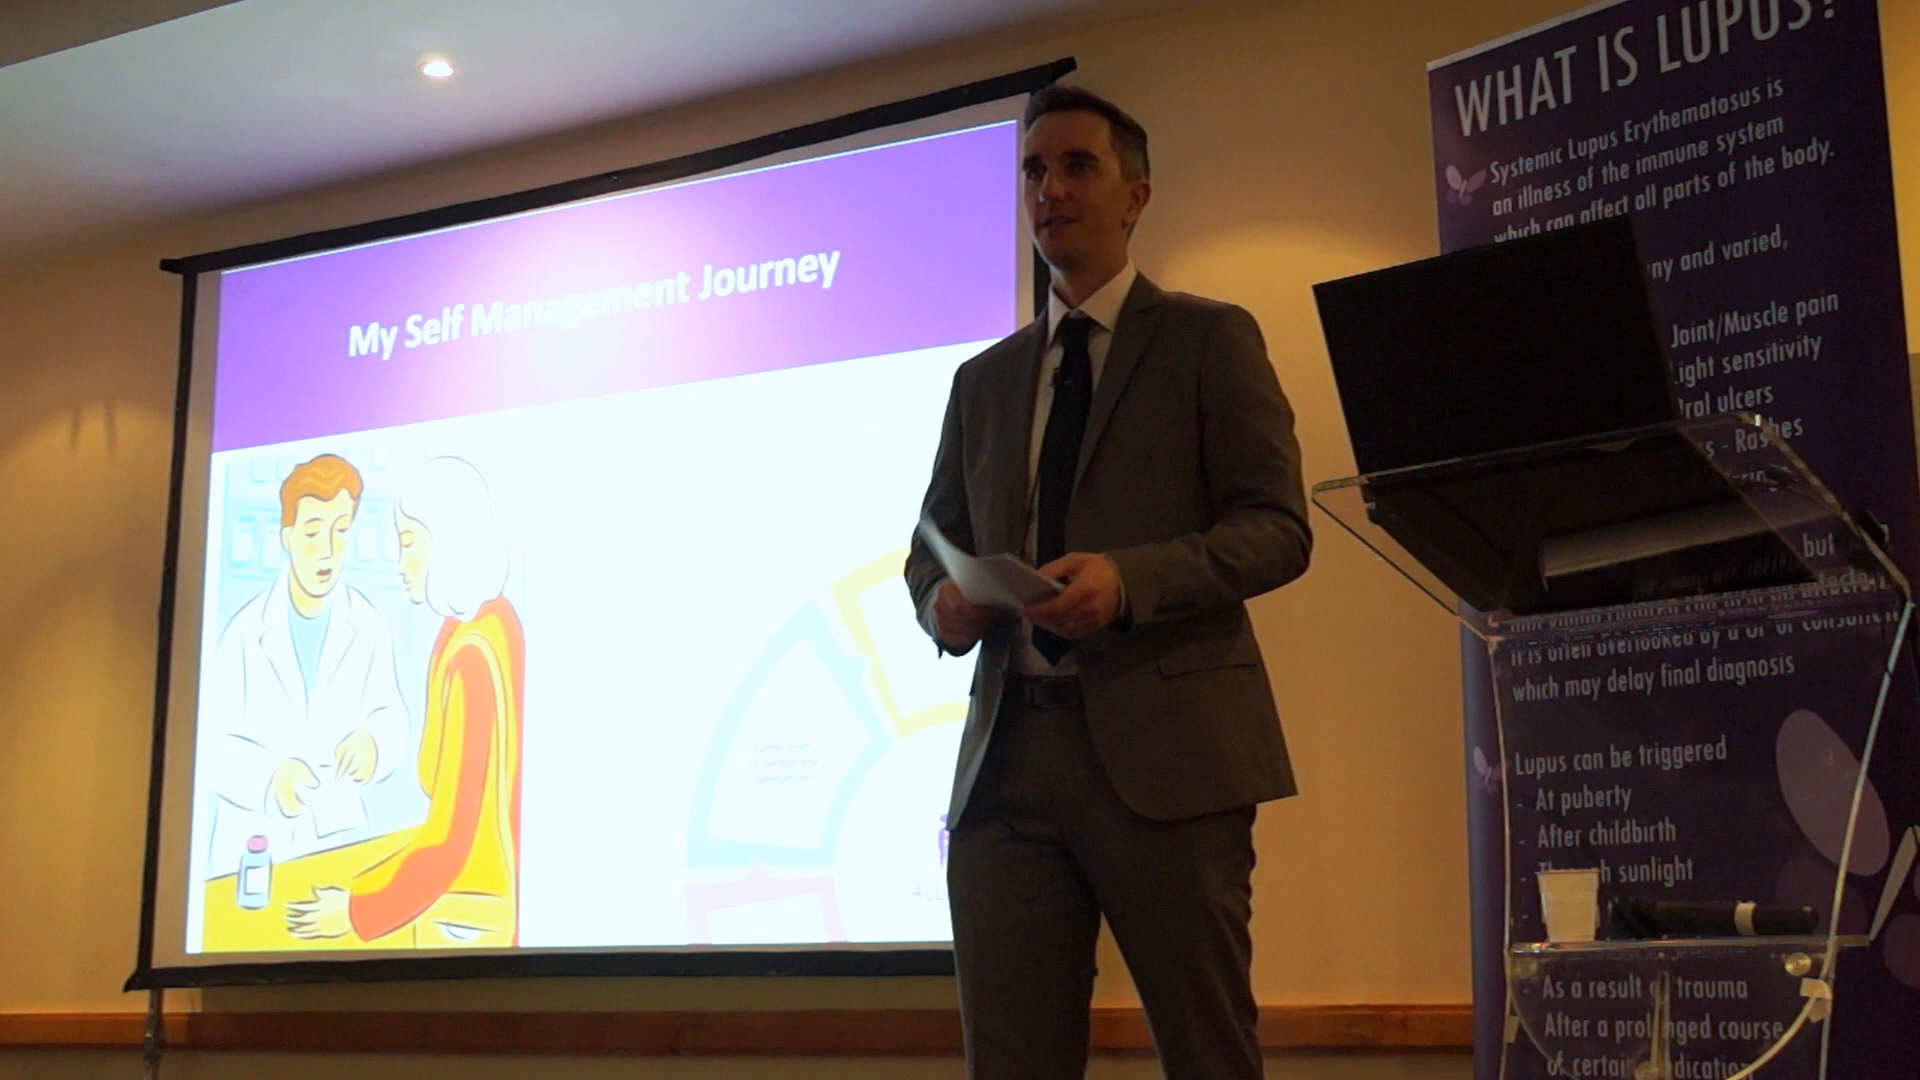 My Self Management Journey
ALL
WHAT IS LUPUS?
Systemic Lupus Erythematosus is
an illness of the immune system
which can affect all parts of the body.
and varied,
Joint/Muscle pain
Light sensitivity
Oral ulcers
- Rashes
but
it is often overlooked by a GP or consultant
which may delay final diagnosis
Lupus can be triggered
- At puberty
- After childbirth
- Through sunlight
As a result of trauma
After a prolonged course
of certain medication